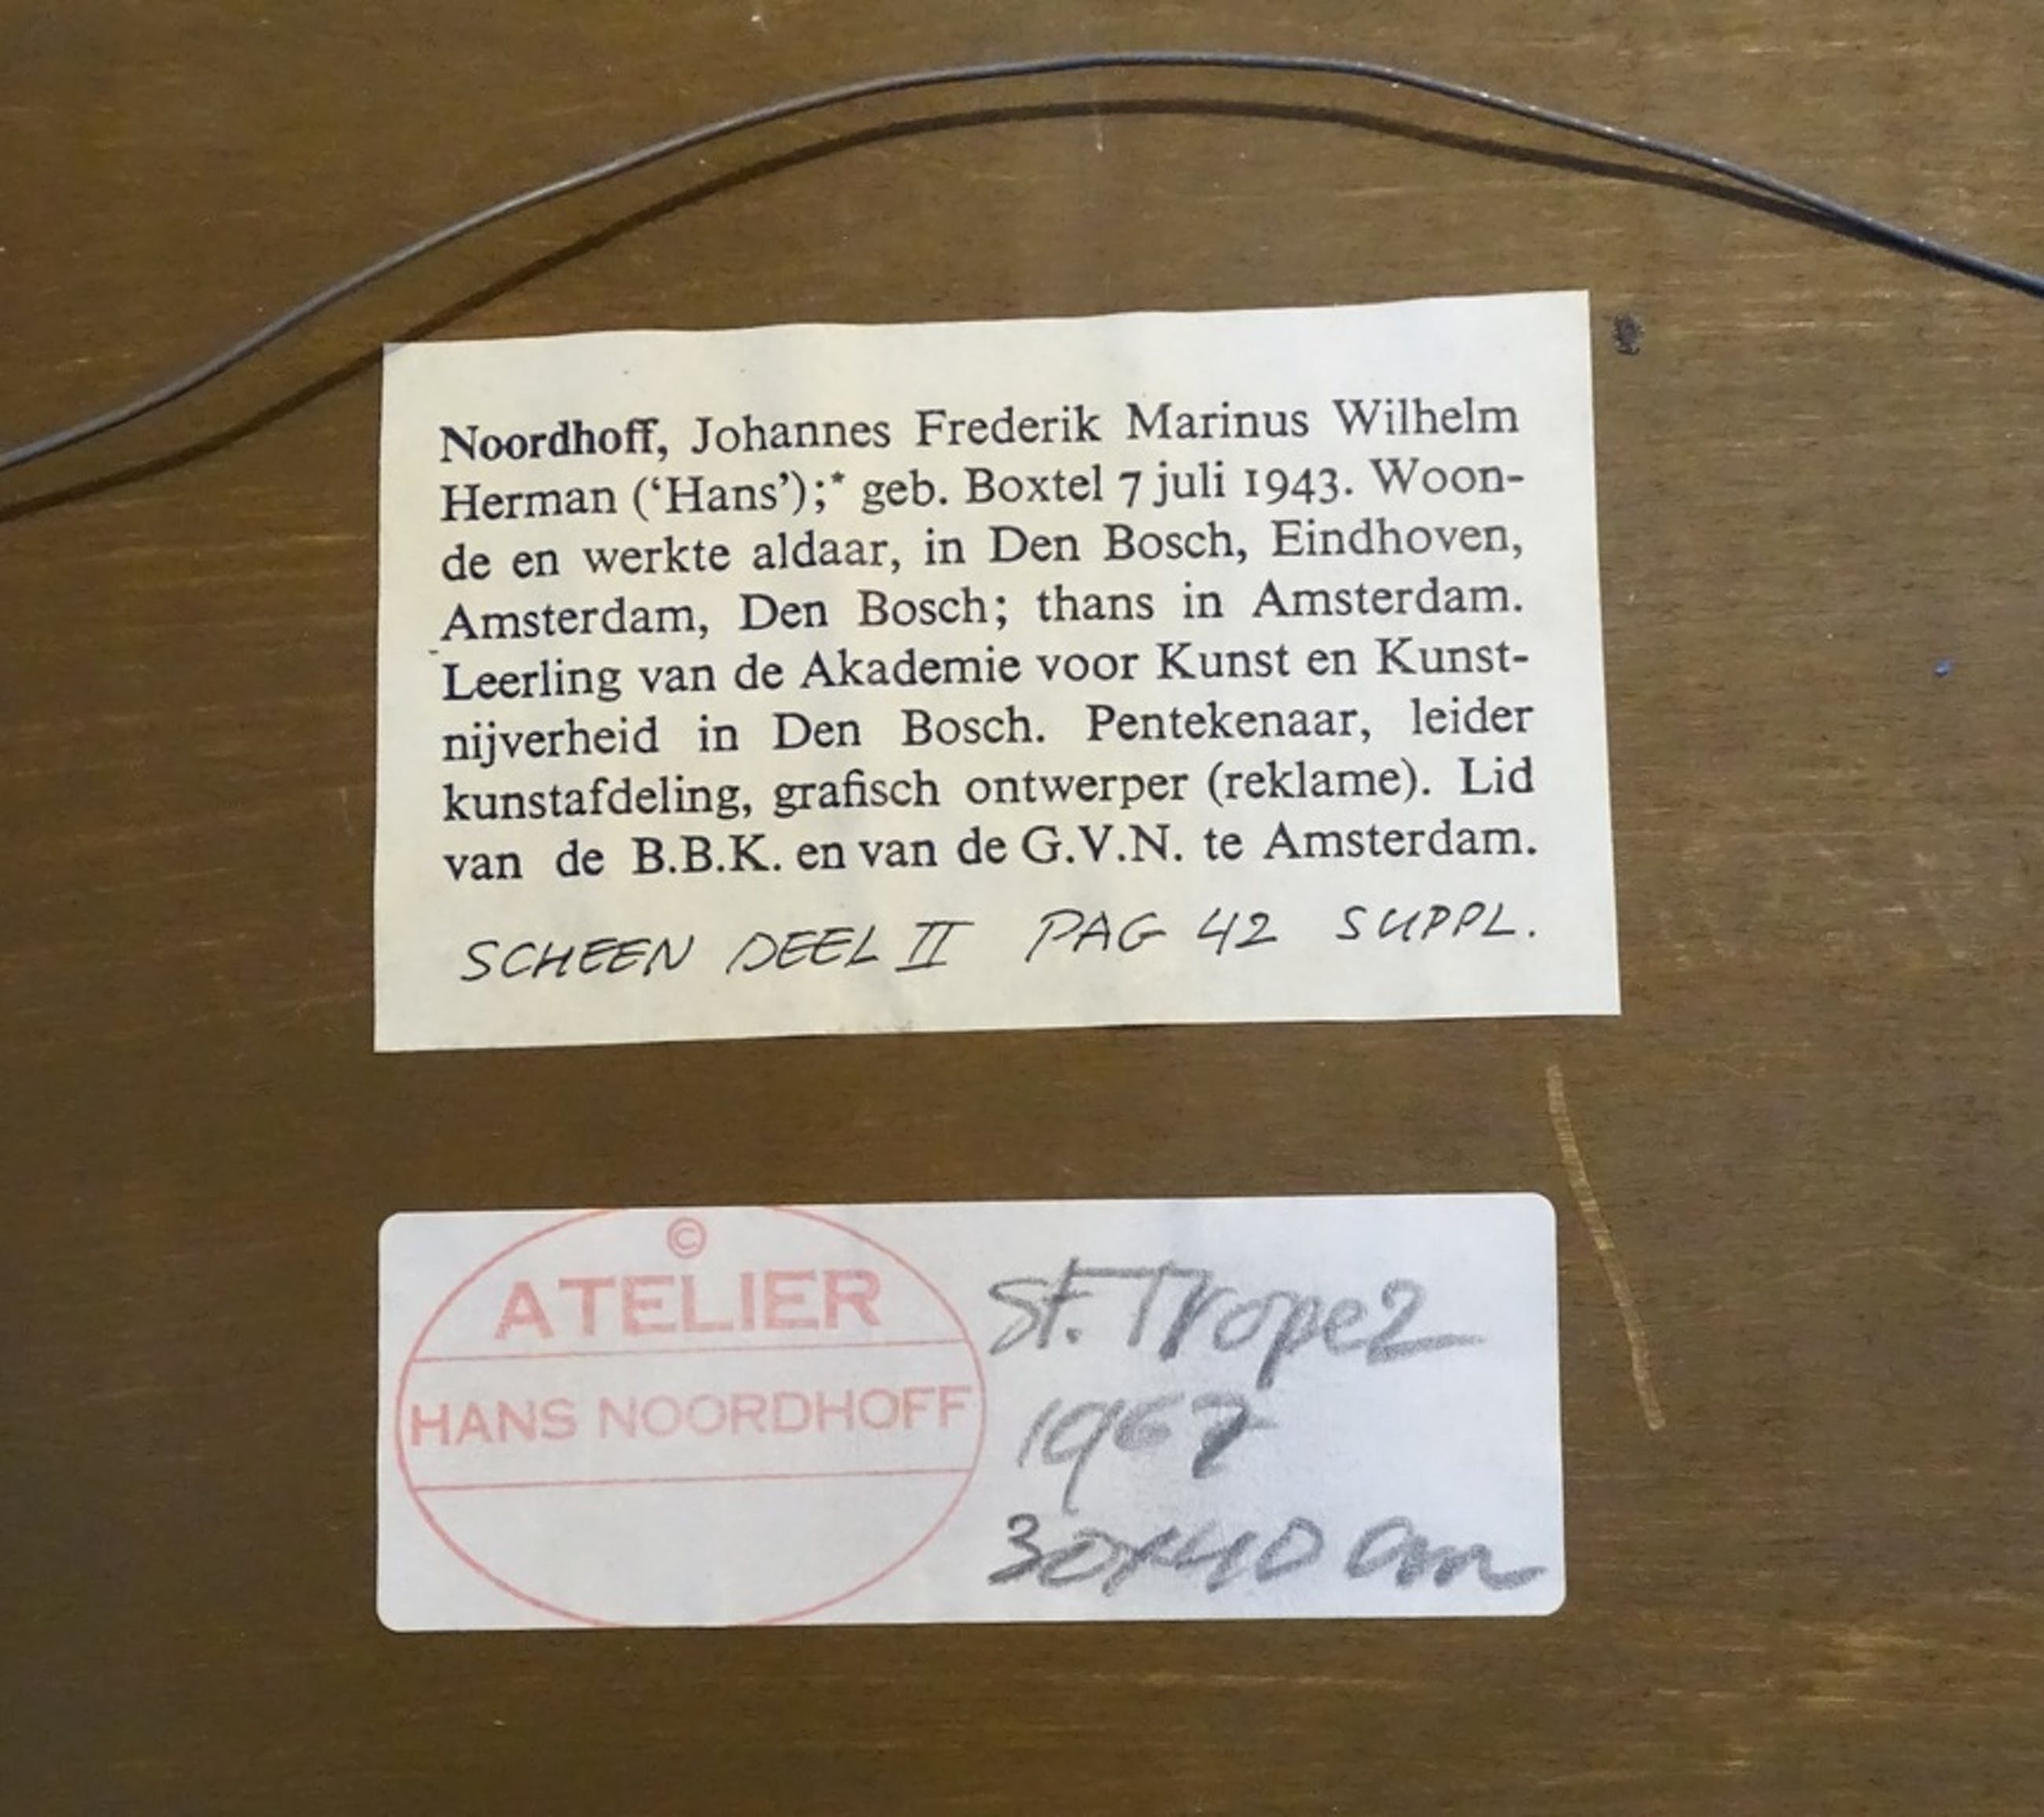 Noordhoff, Johannes Frederik Marinus Wilhelm
Herman (‘Hans’);* geb. Boxtel 7 juli 1943. Woon-
de en werkte aldaar, in Den Bosch, Eindhoven,
Amsterdam, Den Bosch; thans in Amsterdam.
Leerling van de Akademie voor Kunst en Kunst-
nijverheid in Den Bosch. Pentekenaar, leider
kunstafdeling, grafisch ontwerper (reklame). Lid
van de B.B.K. en van de G.V.N. te Amsterdam.
SCHEEN DEEL II PAG 42 SUPPL.
©
ATELIER
HANS NOORDHOFF
St. Tropez
1967
30x40 cm